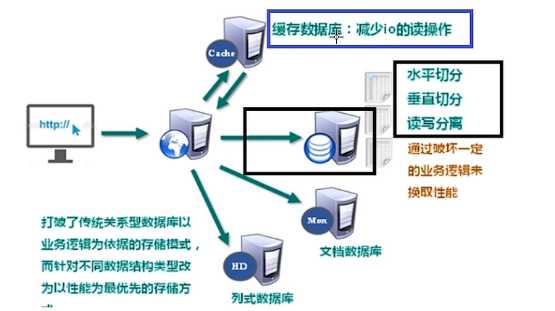 缓存数据库：减少io的读操作
Cache
水平切分
垂直切分
读写分离
http://
通过破坏一定
的业务逻辑来
换取性能
Mon
文档数据库
HD
列式数据库
打破了传统关系型数据库以
业务逻辑为依据的存储模式，
而针对不同数据结构类型改
为以性能为最优先的存储方